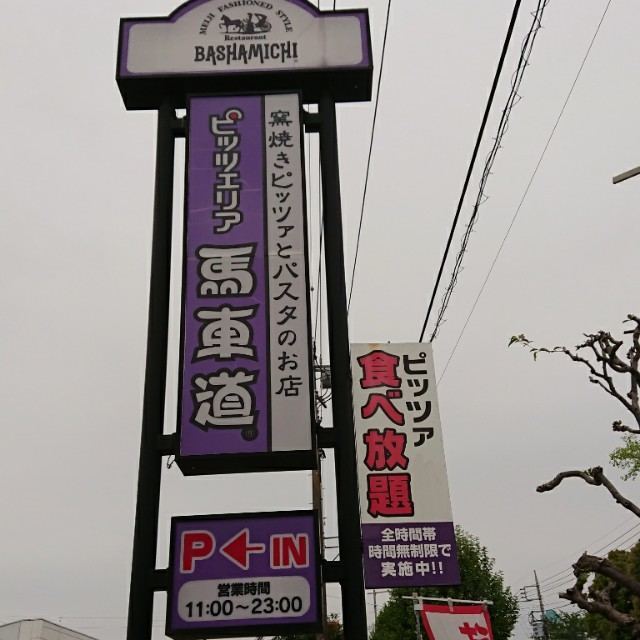 MEIJI FASHIONED STYLE
Restaurant
BASHAMICHI
窯焼きピッツァとパスタのお店
ピッツェリア
馬車道
ピッツァ
食べ放題
全時間帯
時間無制限で
実施中!!
P ← IN
営業時間
11:00〜23:00